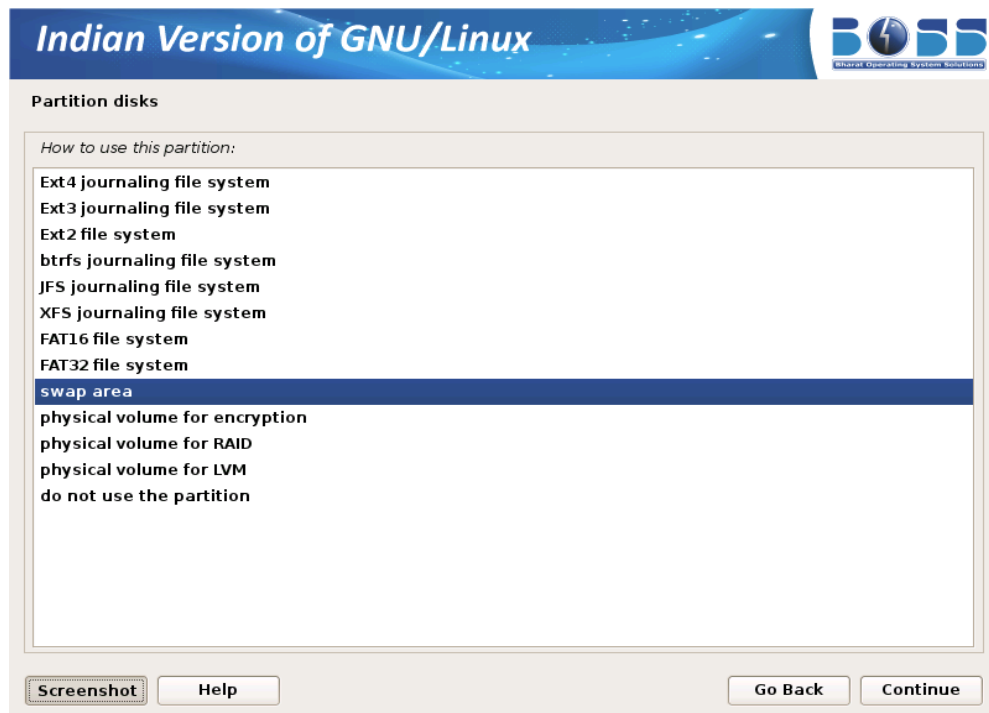 Indian Version of GNU/Linux
BOSS
Bharat Operating System Solutions
Partition disks
How to use this partition:
Ext4 journaling file system
Ext3 journaling file system
Ext2 file system
btrfs journaling file system
JFS journaling file system
XFS journaling file system
FAT16 file system
FAT32 file system
swap area
physical volume for encryption
physical volume for RAID
physical volume for LVM
do not use the partition
Screenshot Help Go Back Continue